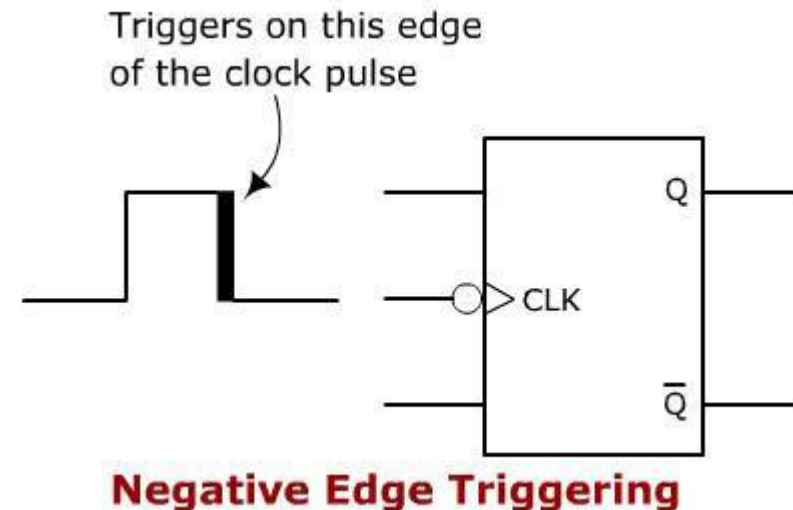 Triggers on this edge
of the clock pulse
Q
CLK
Q̅
Negative Edge Triggering